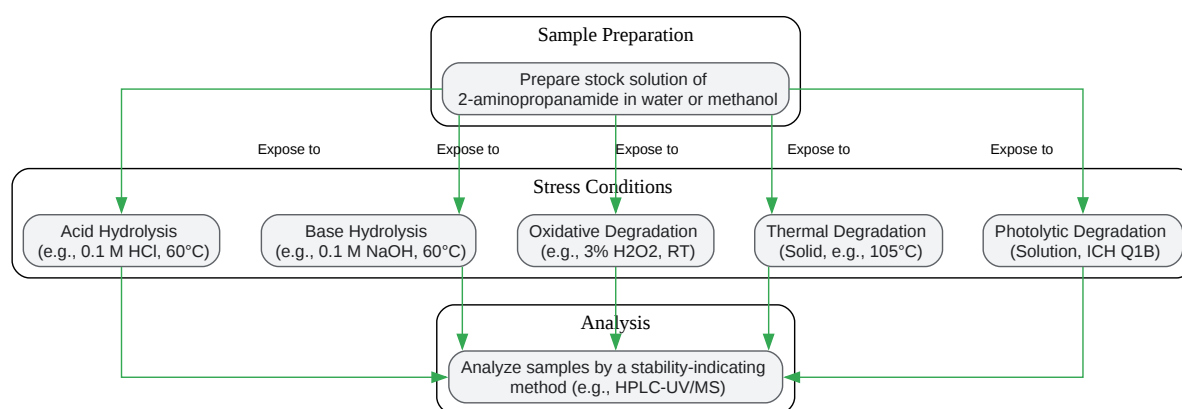 Sample Preparation
Prepare stock solution of
2-aminopropanamide in water or methanol
Expose to
Expose to
Expose to
Expose to
Expose to
Stress Conditions
Acid Hydrolysis
(e.g., 0.1 M HCl, 60°C)
Base Hydrolysis
(e.g., 0.1 M NaOH, 60°C)
Oxidative Degradation
(e.g., 3% H2O2, RT)
Thermal Degradation
(Solid, e.g., 105°C)
Photolytic Degradation
(Solution, ICH Q1B)
Analysis
Analyze samples by a stability-indicating
method (e.g., HPLC-UV/MS)